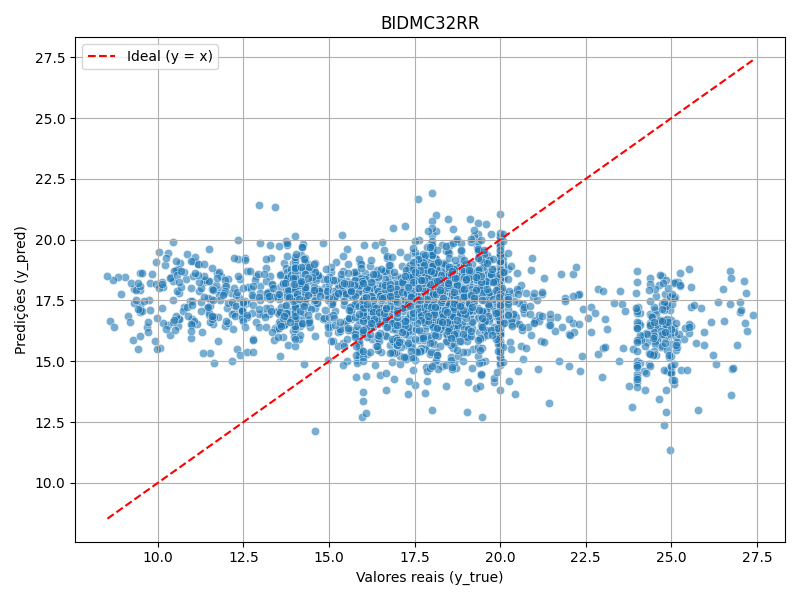 BIDMC32RR
Ideal (y = x)
27.5
25.0
22.5
20.0
17.5
15.0
12.5
10.0
Predições (y_pred)
10.0 12.5 15.0 17.5 20.0 22.5 25.0 27.5
Valores reais (y_true)